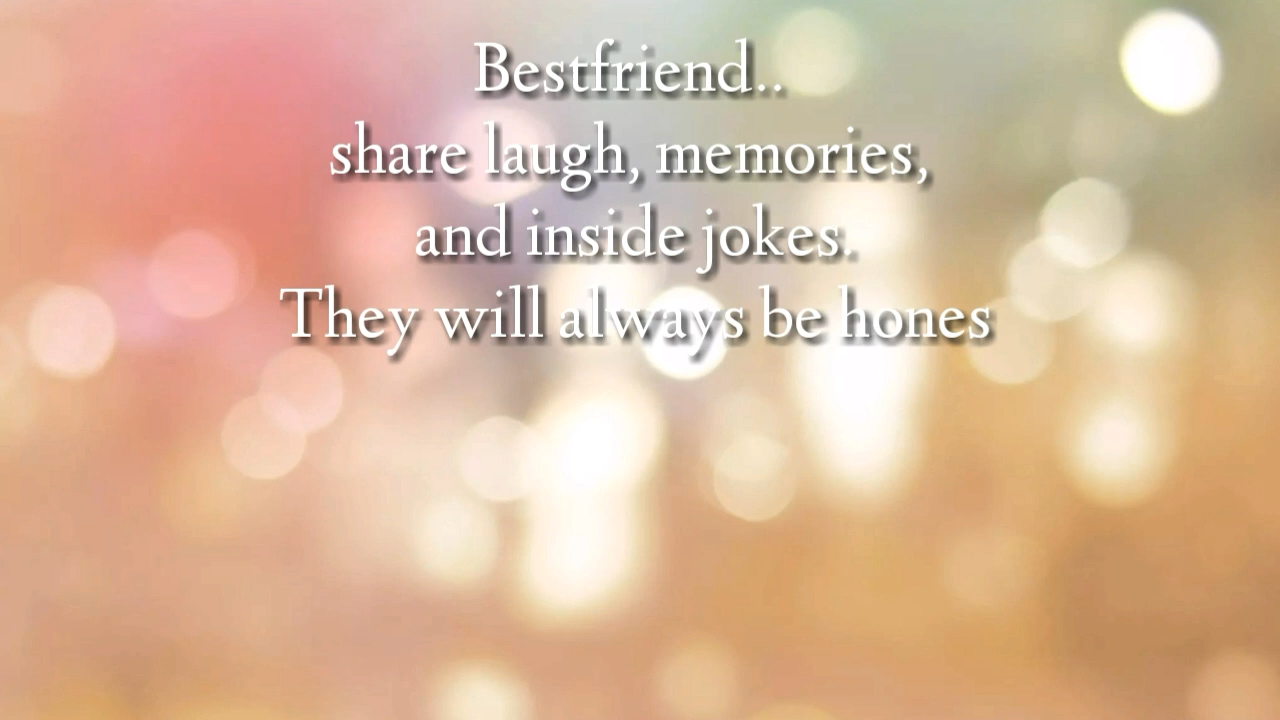 Bestfriend..
share laugh, memories,
and inside jokes.
They will always be hones